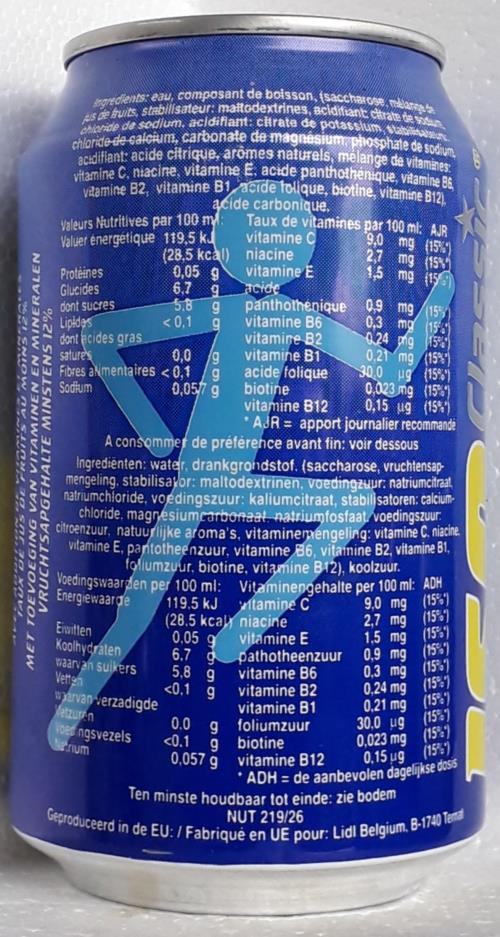 Ingredients: eau, composant de boisson, (saccharose, mélange de
jus de fruits, stabilisateur: maltodextrines, acidifiant: citrate de sodium,
chloride de sodium, acidifiant: citrate de potassium, stabilisateurs:
chloride de calcium, carbonate de magnésium, phosphate de sodium,
acidifiant: acide citrique, arômes naturels, mélange de vitamines:
vitamine C, niacine, vitamine E, acide panthothénique, vitamine B6,
vitamine B2, vitamine B1, acide folique, biotine, vitamine B12),
acide carbonique.
Valeurs Nutritives par 100 ml: Taux de vitamines par 100 ml: AJR
Valuer énergétique 119,5 kJ vitamine C 9,0 mg (15%*)
(28,5 kcal) niacine 2,7 mg (15%*)
Protéines 0,05 g vitamine E 1,5 mg (15%*)
Glucides 6,7 g acide
dont sucres 5,8 g panthothénique 0,9 mg (15%*)
Lipides < 0,1 g vitamine B6 0,3 mg (15%*)
dont acides gras vitamine B2 0,24 mg (15%*)
saturés 0,0 g vitamine B1 0,21 mg (15%*)
Fibres alimentaires < 0,1 g acide folique 30,0 µg (15%*)
Sodium 0,057 g biotine 0,023 mg (15%*)
vitamine B12 0,15 µg (15%*)
* AJR = apport journalier recommandé
A consommer de préférence avant fin: voir dessous
Ingrediënten: water, drankgrondstof. (saccharose, vruchtensap-
mengeling, stabilisator: maltodextrinen, voedingzuur: natriumcitraat,
natriumchloride, voedingszuur: kaliumcitraat, stabilisatoren: calcium-
chloride, magnesiumcarbonaat, natriumfosfaat, voedingszuur:
citroenzuur, natuurlijke aroma's, vitaminemengeling: vitamine C, niacine,
vitamine E, pantotheenzuur, vitamine B6, vitamine B2, vitamine B1,
foliumzuur, biotine, vitamine B12), koolzuur.
Voedingswaarden per 100 ml: Vitaminengehalte per 100 ml: ADH
Energiewaarde 119,5 kJ vitamine C 9,0 mg (15%*)
(28,5 kcal) niacine 2,7 mg (15%*)
Eiwitten 0.05 g vitamine E 1,5 mg (15%*)
Koolhydraten 6.7 g pathotheenzuur 0,9 mg (15%*)
waarvan suikers 5,8 g vitamine B6 0,3 mg (15%*)
Vetten <0,1 g vitamine B2 0,24 mg (15%*)
waarvan verzadigde vitamine B1 0,21 mg (15%*)
vetzuren 0.0 g foliumzuur 30.0 µg (15%*)
Voedingsvezels <0.1 g biotine 0,023 mg (15%*)
Natrium 0,057 g vitamine B12 0,15 µg (15%*)
* ADH = de aanbevolen dagelijkse dosis
Ten minste houdbaar tot einde: zie bodem
NUT 219/26
Geproduceerd in de EU: / Fabriqué en UE pour: Lidl Belgium, B-1740 Ternat
TAUX DE JUS DE FRUITS AU MOINS 12%
MET TOEVOEGING VAN VITAMINEN EN MINERALEN
VRUCHTSAPGEHALTE MINSTENS 12%
Classic